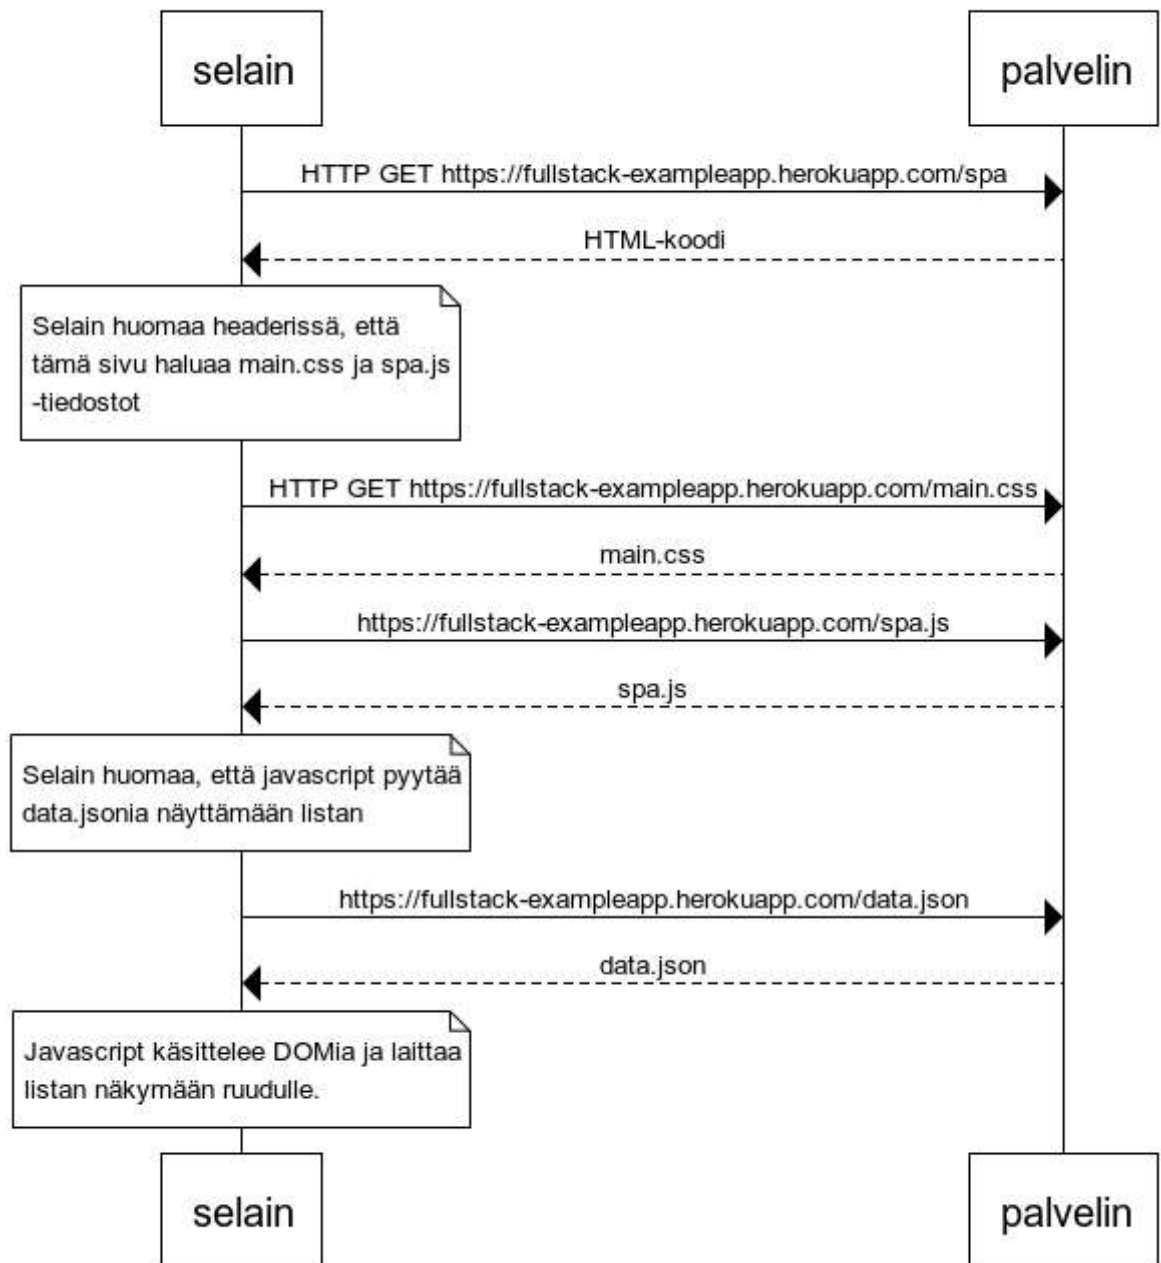 selain
palvelin
HTTP GET https://fullstack-exampleapp.herokuapp.com/spa
HTML-koodi
Selain huomaa headerissä, että
tämä sivu haluaa main.css ja spa.js
-tiedostot
HTTP GET https://fullstack-exampleapp.herokuapp.com/main.css
main.css
https://fullstack-exampleapp.herokuapp.com/spa.js
spa.js
Selain huomaa, että javascript pyytää
data.jsonia näyttämään listan
https://fullstack-exampleapp.herokuapp.com/data.json
data.json
Javascript käsittelee DOMia ja laittaa
listan näkymään ruudulle.
selain
palvelin